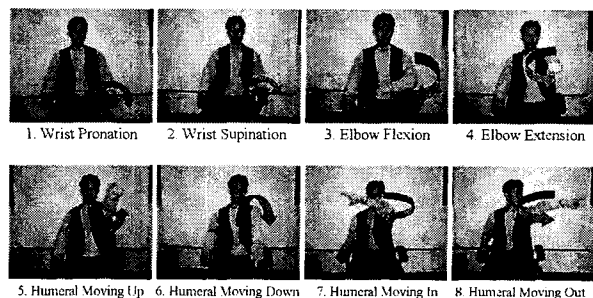 1. Wrist Pronation
2. Wrist Supination
3. Elbow Flexion
4. Elbow Extension
5. Humeral Moving Up
6. Humeral Moving Down
7. Humeral Moving In
8. Humeral Moving Out